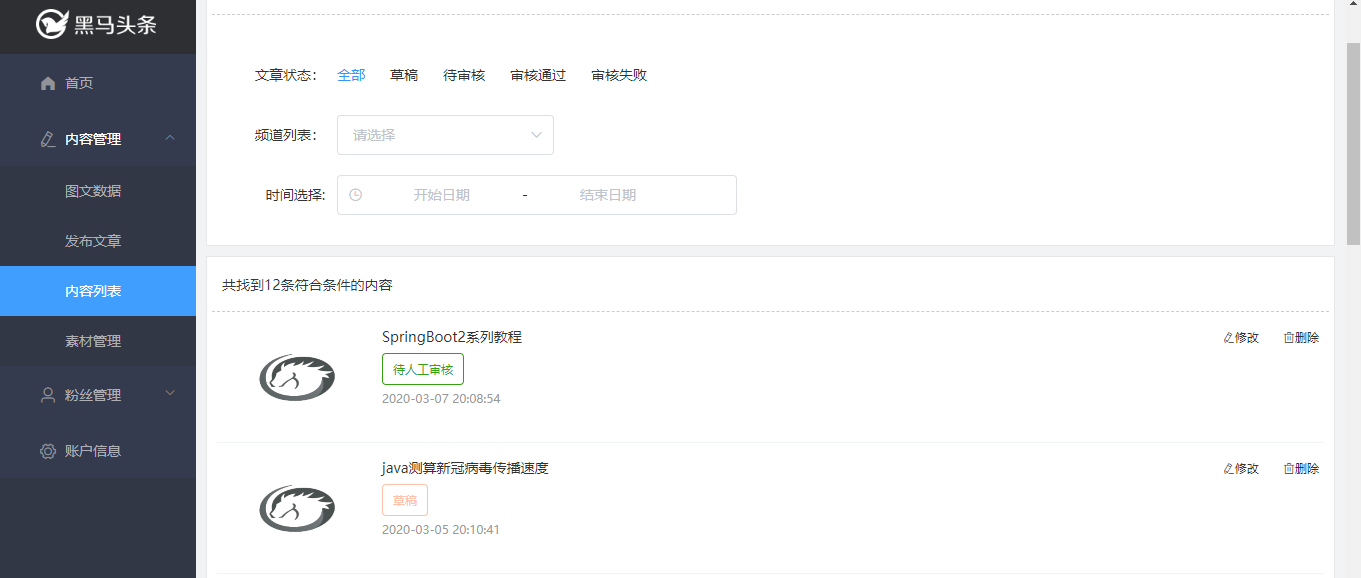 黑马头条
首页
内容管理
图文数据
发布文章
内容列表
素材管理
粉丝管理
账户信息
文章状态： 全部 草稿 待审核 审核通过 审核失败
频道列表： 请选择
时间选择: 开始日期 - 结束日期
共找到12条符合条件的内容
SpringBoot2系列教程 修改 删除
待人工审核
2020-03-07 20:08:54
java测算新冠病毒传播速度 修改 删除
草稿
2020-03-05 20:10:41